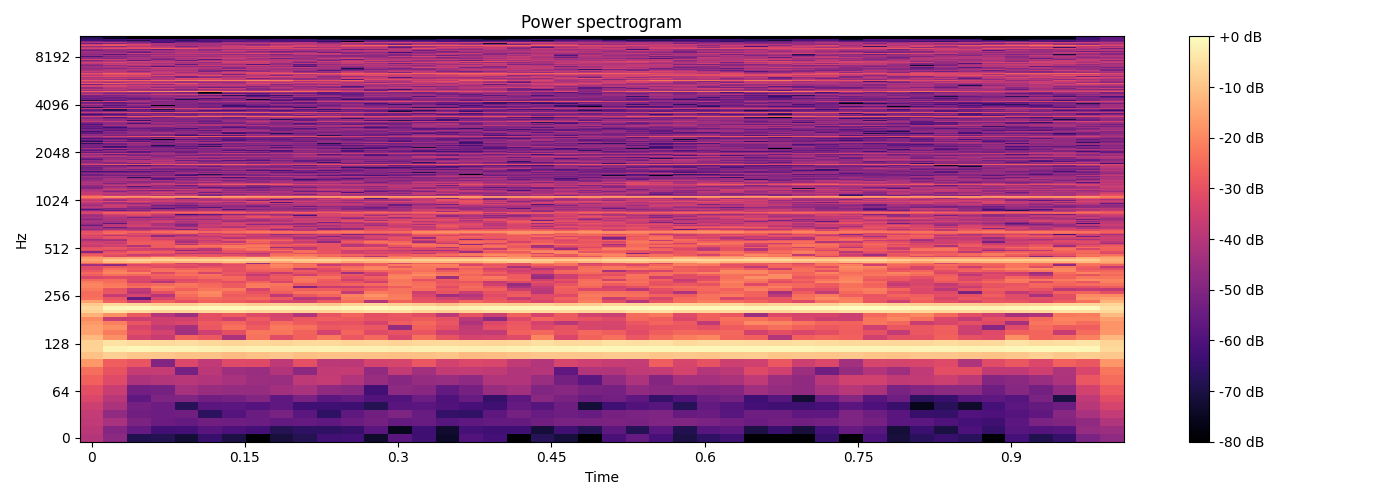 Power spectrogram
Hz
8192
4096
2048
1024
512
256
128
64
0
0 0.15 0.3 0.45 0.6 0.75 0.9
Time
+0 dB
-10 dB
-20 dB
-30 dB
-40 dB
-50 dB
-60 dB
-70 dB
-80 dB